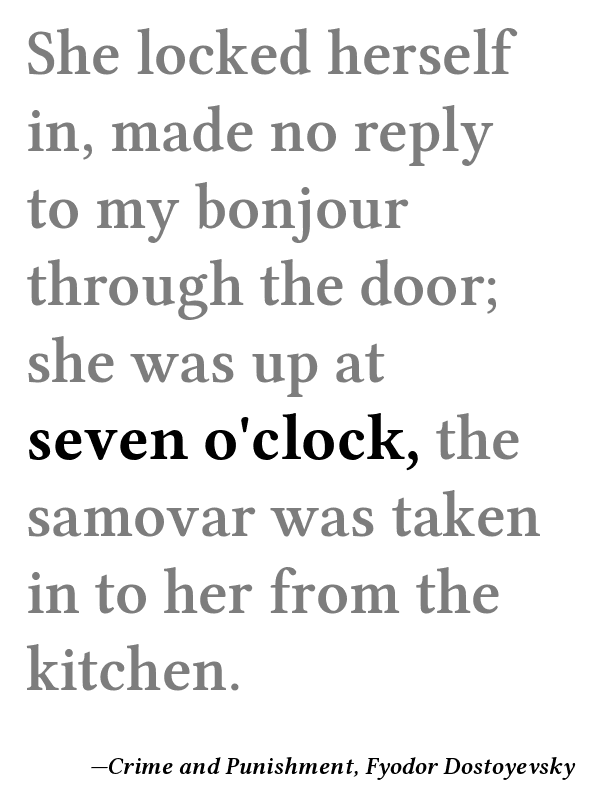 She locked herself
in, made no reply
to my bonjour
through the door;
she was up at
seven o'clock, the
samovar was taken
in to her from the
kitchen.
—Crime and Punishment, Fyodor Dostoyevsky